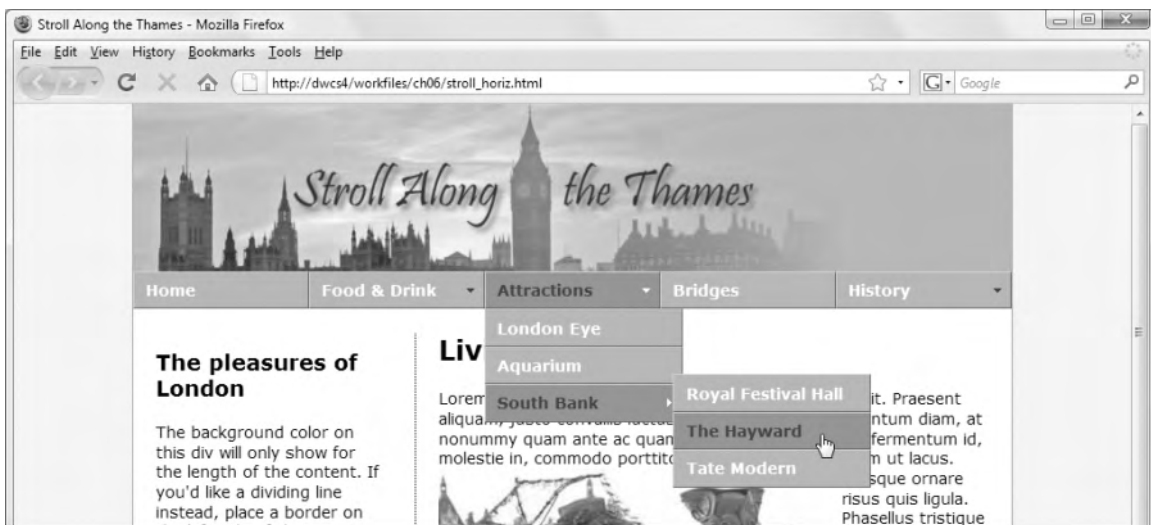 Stroll Along the Thames - Mozilla Firefox
File Edit View History Bookmarks Tools Help
http://dwcs4/workfiles/ch06/stroll_horiz.html
G Google
Stroll Along the Thames
Home Food & Drink Attractions Bridges History
London Eye
Aquarium
South Bank
Royal Festival Hall
The Hayward
Tate Modern
The pleasures of
London
The background color on
this div will only show for
the length of the content. If
you'd like a dividing line
instead, place a border on
Liv
Lorem it. Praesent
aliquam, justo convallis luctus ntum diam, at
nonummy quam ante ac quam fermentum id,
molestie in, commodo porttito m ut lacus.
sque ornare
risus quis ligula.
Phasellus tristique